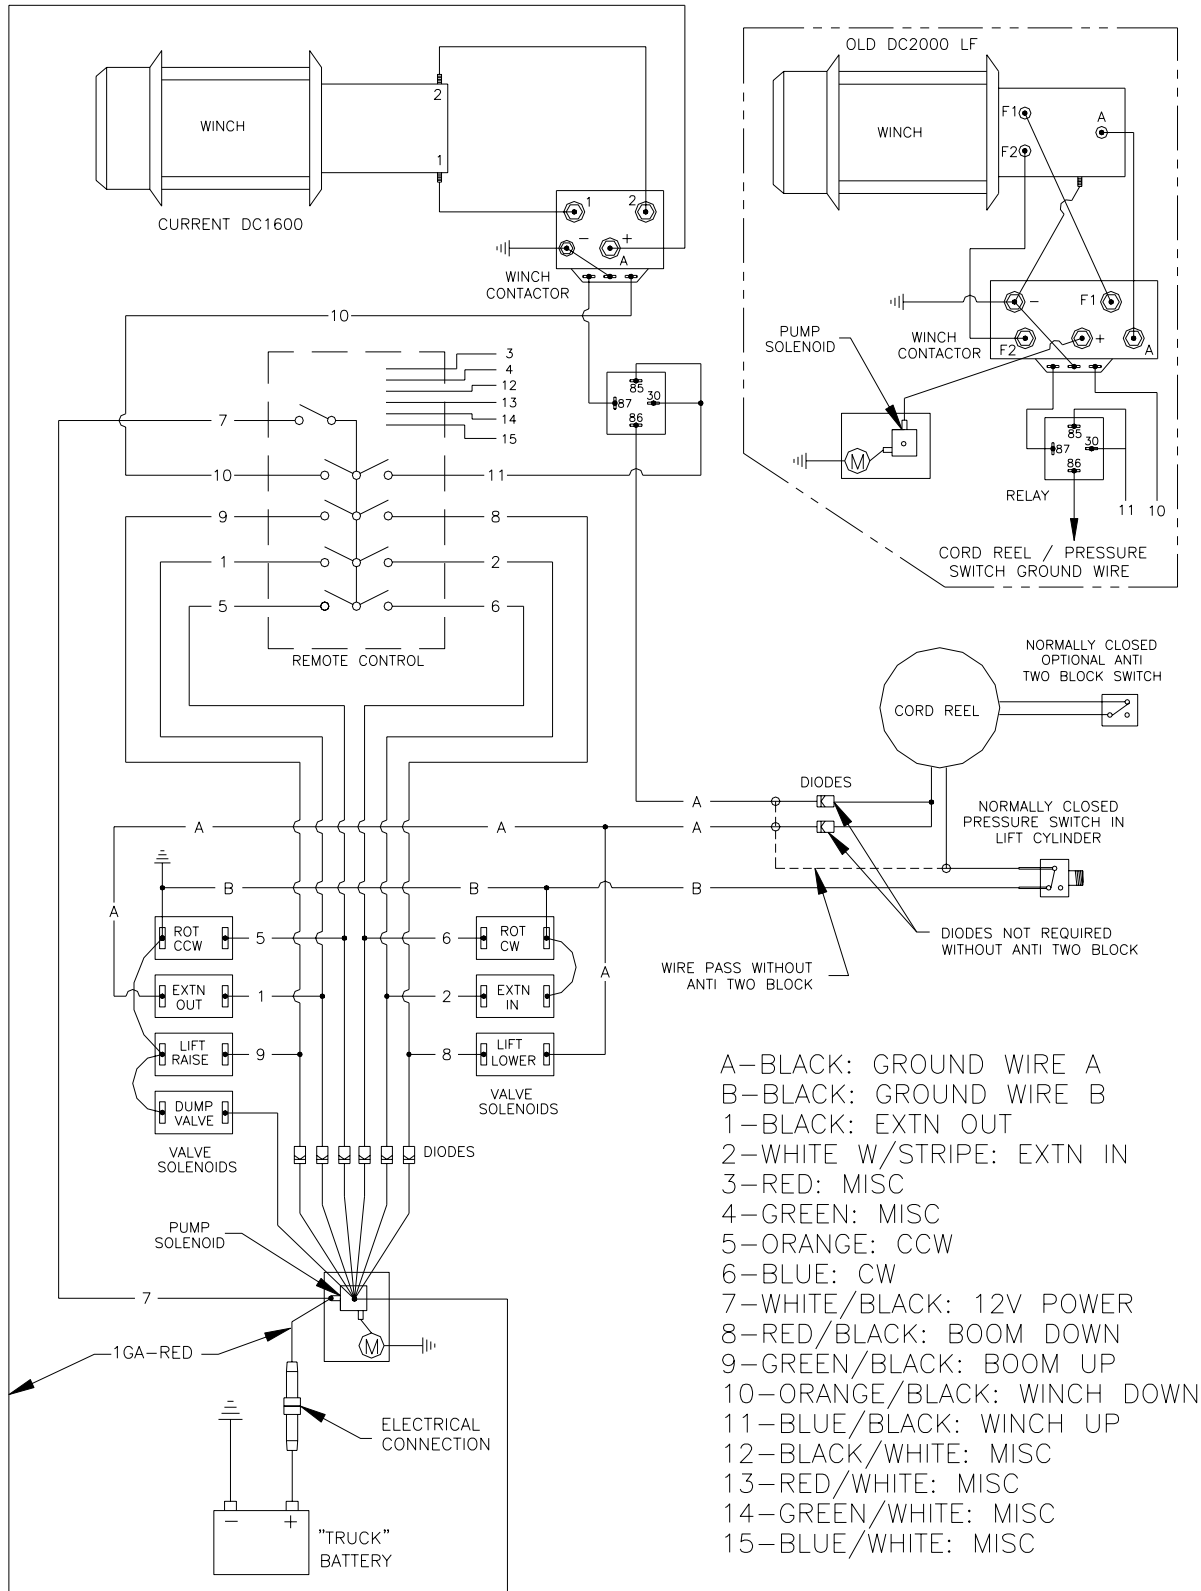 OLD DC2000 LF
WINCH
2
1
CURRENT DC1600
WINCH
F1
F2
A
1
2
-
+
A
WINCH
CONTACTOR
-
F1
F2
+
A
WINCH
CONTACTOR
PUMP
SOLENOID
M
85
87
30
86
RELAY
11
10
CORD REEL / PRESSURE
SWITCH GROUND WIRE
10
3
4
12
13
14
15
85
87
30
86
7
10
11
9
8
1
2
5
6
REMOTE CONTROL
NORMALLY CLOSED
OPTIONAL ANTI
TWO BLOCK SWITCH
CORD REEL
DIODES
A
NORMALLY CLOSED
PRESSURE SWITCH IN
LIFT CYLINDER
A
A
A
B
B
B
A
A
ROT
CCW
5
6
ROT
CW
EXTN
OUT
1
2
EXTN
IN
LIFT
RAISE
9
8
LIFT
LOWER
DUMP
VALVE
VALVE
SOLENOIDS
VALVE
SOLENOIDS
DIODES
DIODES NOT REQUIRED
WITHOUT ANTI TWO BLOCK
WIRE PASS WITHOUT
ANTI TWO BLOCK
PUMP
SOLENOID
7
M
1GA-RED
ELECTRICAL
CONNECTION
-
+
"TRUCK"
BATTERY
A-BLACK: GROUND WIRE A
B-BLACK: GROUND WIRE B
1-BLACK: EXTN OUT
2-WHITE W/STRIPE: EXTN IN
3-RED: MISC
4-GREEN: MISC
5-ORANGE: CCW
6-BLUE: CW
7-WHITE/BLACK: 12V POWER
8-RED/BLACK: BOOM DOWN
9-GREEN/BLACK: BOOM UP
10-ORANGE/BLACK: WINCH DOWN
11-BLUE/BLACK: WINCH UP
12-BLACK/WHITE: MISC
13-RED/WHITE: MISC
14-GREEN/WHITE: MISC
15-BLUE/WHITE: MISC